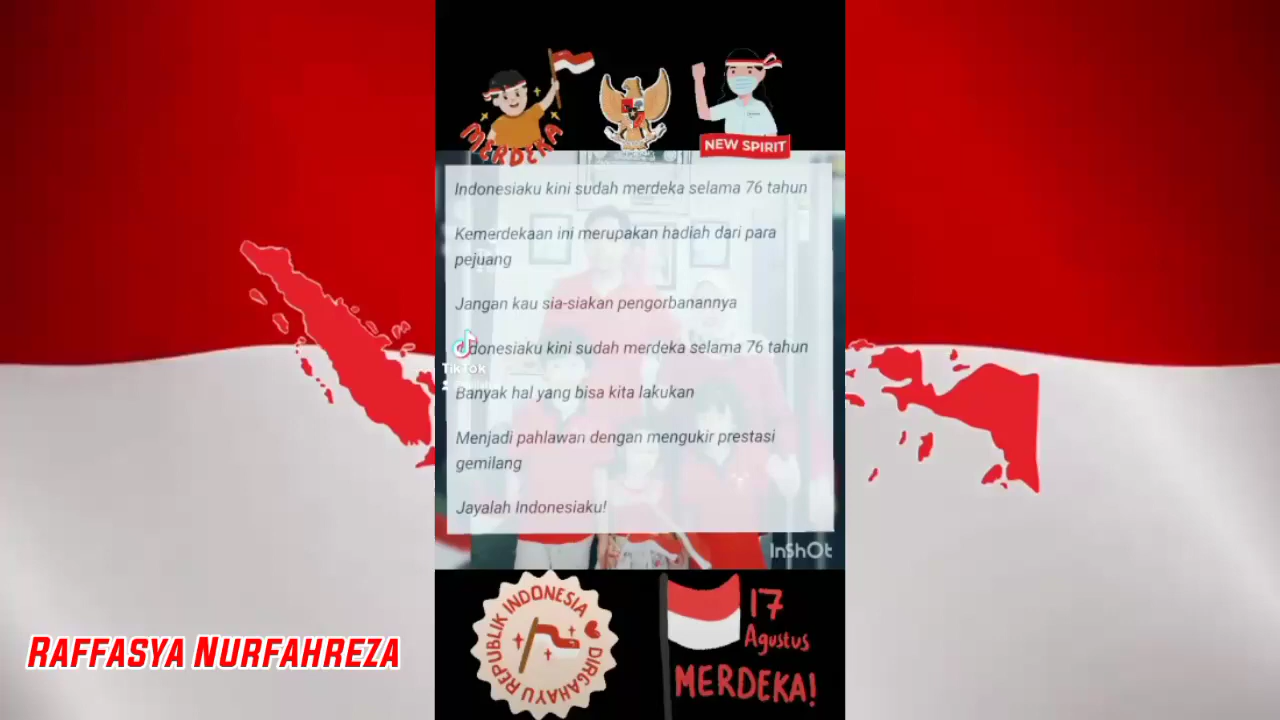 MERDEKA
NEW SPIRIT
Indonesiaku kini sudah merdeka selama 76 tahun
Kemerdekaan ini merupakan hadiah dari para
pejuang
Jangan kau sia-siakan pengorbanannya
donesiaku kini sudah merdeka selama 76 tahun
TikTok
Banyak hal yang bisa kita lakukan
Menjadi pahlawan dengan mengukir prestasi
gemilang
Jayalah Indonesiaku!
InShOt
DIRGAHAYU REPUBLIK INDONESIA
17
Agustus
MERDEKA!
RAFFASYA NURFAHREZA